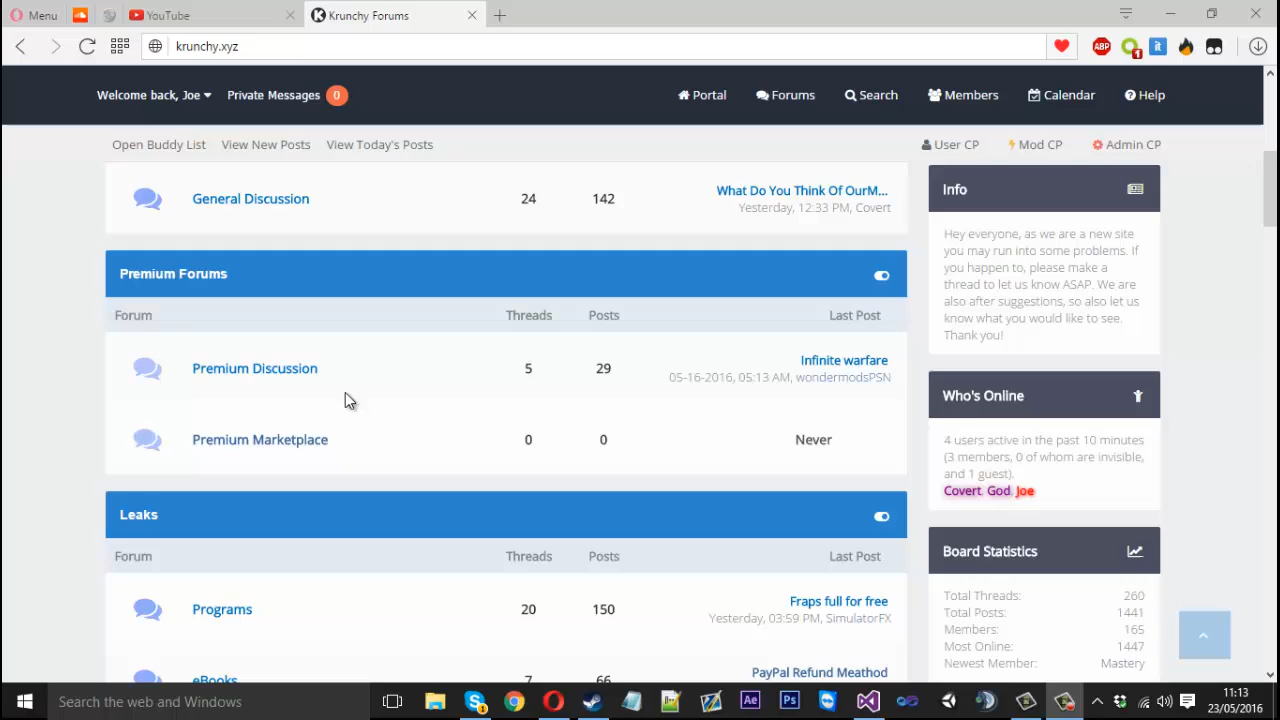 Menu
YouTube
Krunchy Forums
krunchy.xyz
ABP
1
it
Welcome back, Joe
Private Messages 0
Portal
Forums
Search
Members
Calendar
Help
Open Buddy List
View New Posts
View Today's Posts
User CP
Mod CP
Admin CP
General Discussion
24
142
What Do You Think Of OurM...
Yesterday, 12:33 PM, Covert
Premium Forums
Forum
Threads
Posts
Last Post
Premium Discussion
5
29
Infinite warfare
05-16-2016, 05:13 AM, wondermodsPSN
Premium Marketplace
0
0
Never
Leaks
Forum
Threads
Posts
Last Post
Programs
20
150
Fraps full for free
Yesterday, 03:59 PM, SimulatorFX
eBooks
7
66
PayPal Refund Meathod
Info
Hey everyone, as we are a new site
you may run into some problems. If
you happen to, please make a
thread to let us know ASAP. We are
also after suggestions, so also let us
know what you would like to see.
Thank you!
Who's Online
4 users active in the past 10 minutes
(3 members, 0 of whom are invisible,
and 1 guest).
Covert, God, Joe
Board Statistics
Total Threads: 260
Total Posts: 1441
Members: 165
Most Online: 1447
Newest Member: Mastery
Search the web and Windows
1
Ae
Ps
11:13
23/05/2016